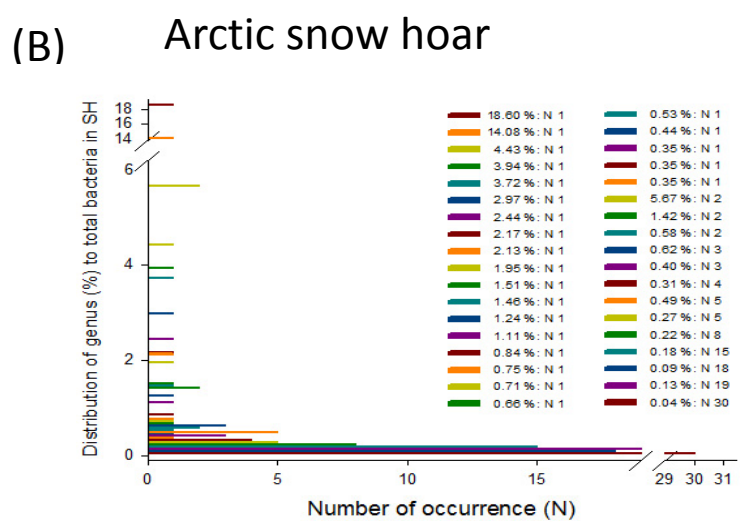 (B)
Arctic snow hoar
Distribution of genus (%) to total bacteria in SH
18
16
14
6
4
2
0
18.60 %: N 1
14.08 %: N 1
4.43 %: N 1
3.94 %: N 1
3.72 %: N 1
2.97 %: N 1
2.44 %: N 1
2.17 %: N 1
2.13 %: N 1
1.95 %: N 1
1.51 %: N 1
1.46 %: N 1
1.24 %: N 1
1.11 %: N 1
0.84 %: N 1
0.75 %: N 1
0.71 %: N 1
0.66 %: N 1
0.53 %: N 1
0.44 %: N 1
0.35 %: N 1
0.35 %: N 1
0.35 %: N 1
5.67 %: N 2
1.42 %: N 2
0.58 %: N 2
0.62 %: N 3
0.40 %: N 3
0.31 %: N 4
0.49 %: N 5
0.27 %: N 5
0.22 %: N 8
0.18 %: N 15
0.09 %: N 18
0.13 %: N 19
0.04 %: N 30
0 5 10 15 29 30 31
Number of occurrence (N)